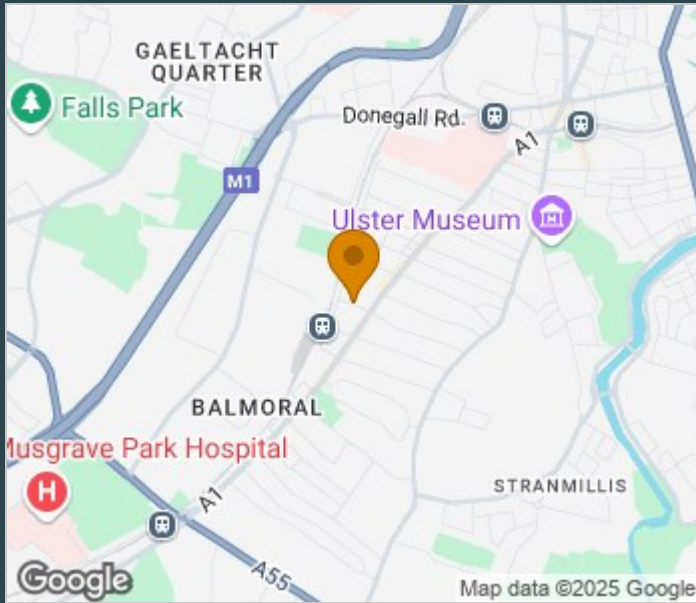 GAELTACHT
QUARTER
Falls Park
Donegall Rd.
A1
M1
Ulster Museum
BALMORAL
Musgrave Park Hospital
H
STRANMILLIS
A1
A55
Google
Map data ©2025 Google